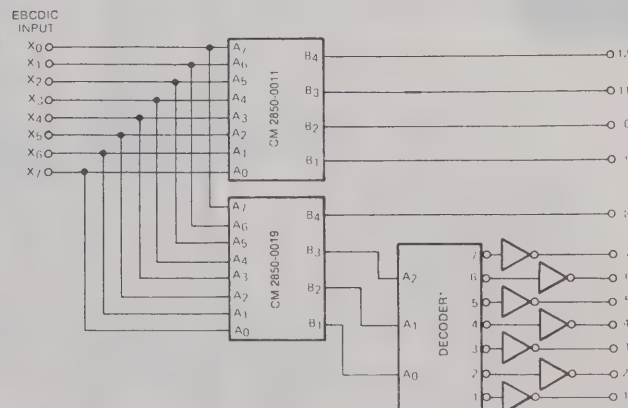 EBCDIC
INPUT
X0
X1
X2
X3
X4
X5
X6
X7
A7
A6
A5
A4
A3
A2
A1
A0
CM 2850-0011
B4
B3
B2
B1
A7
A6
A5
A4
A3
A2
A1
A0
CM 2850-0019
B4
B3
B2
B1
A2
A1
A0
DECODER*
7
6
5
4
3
2
1